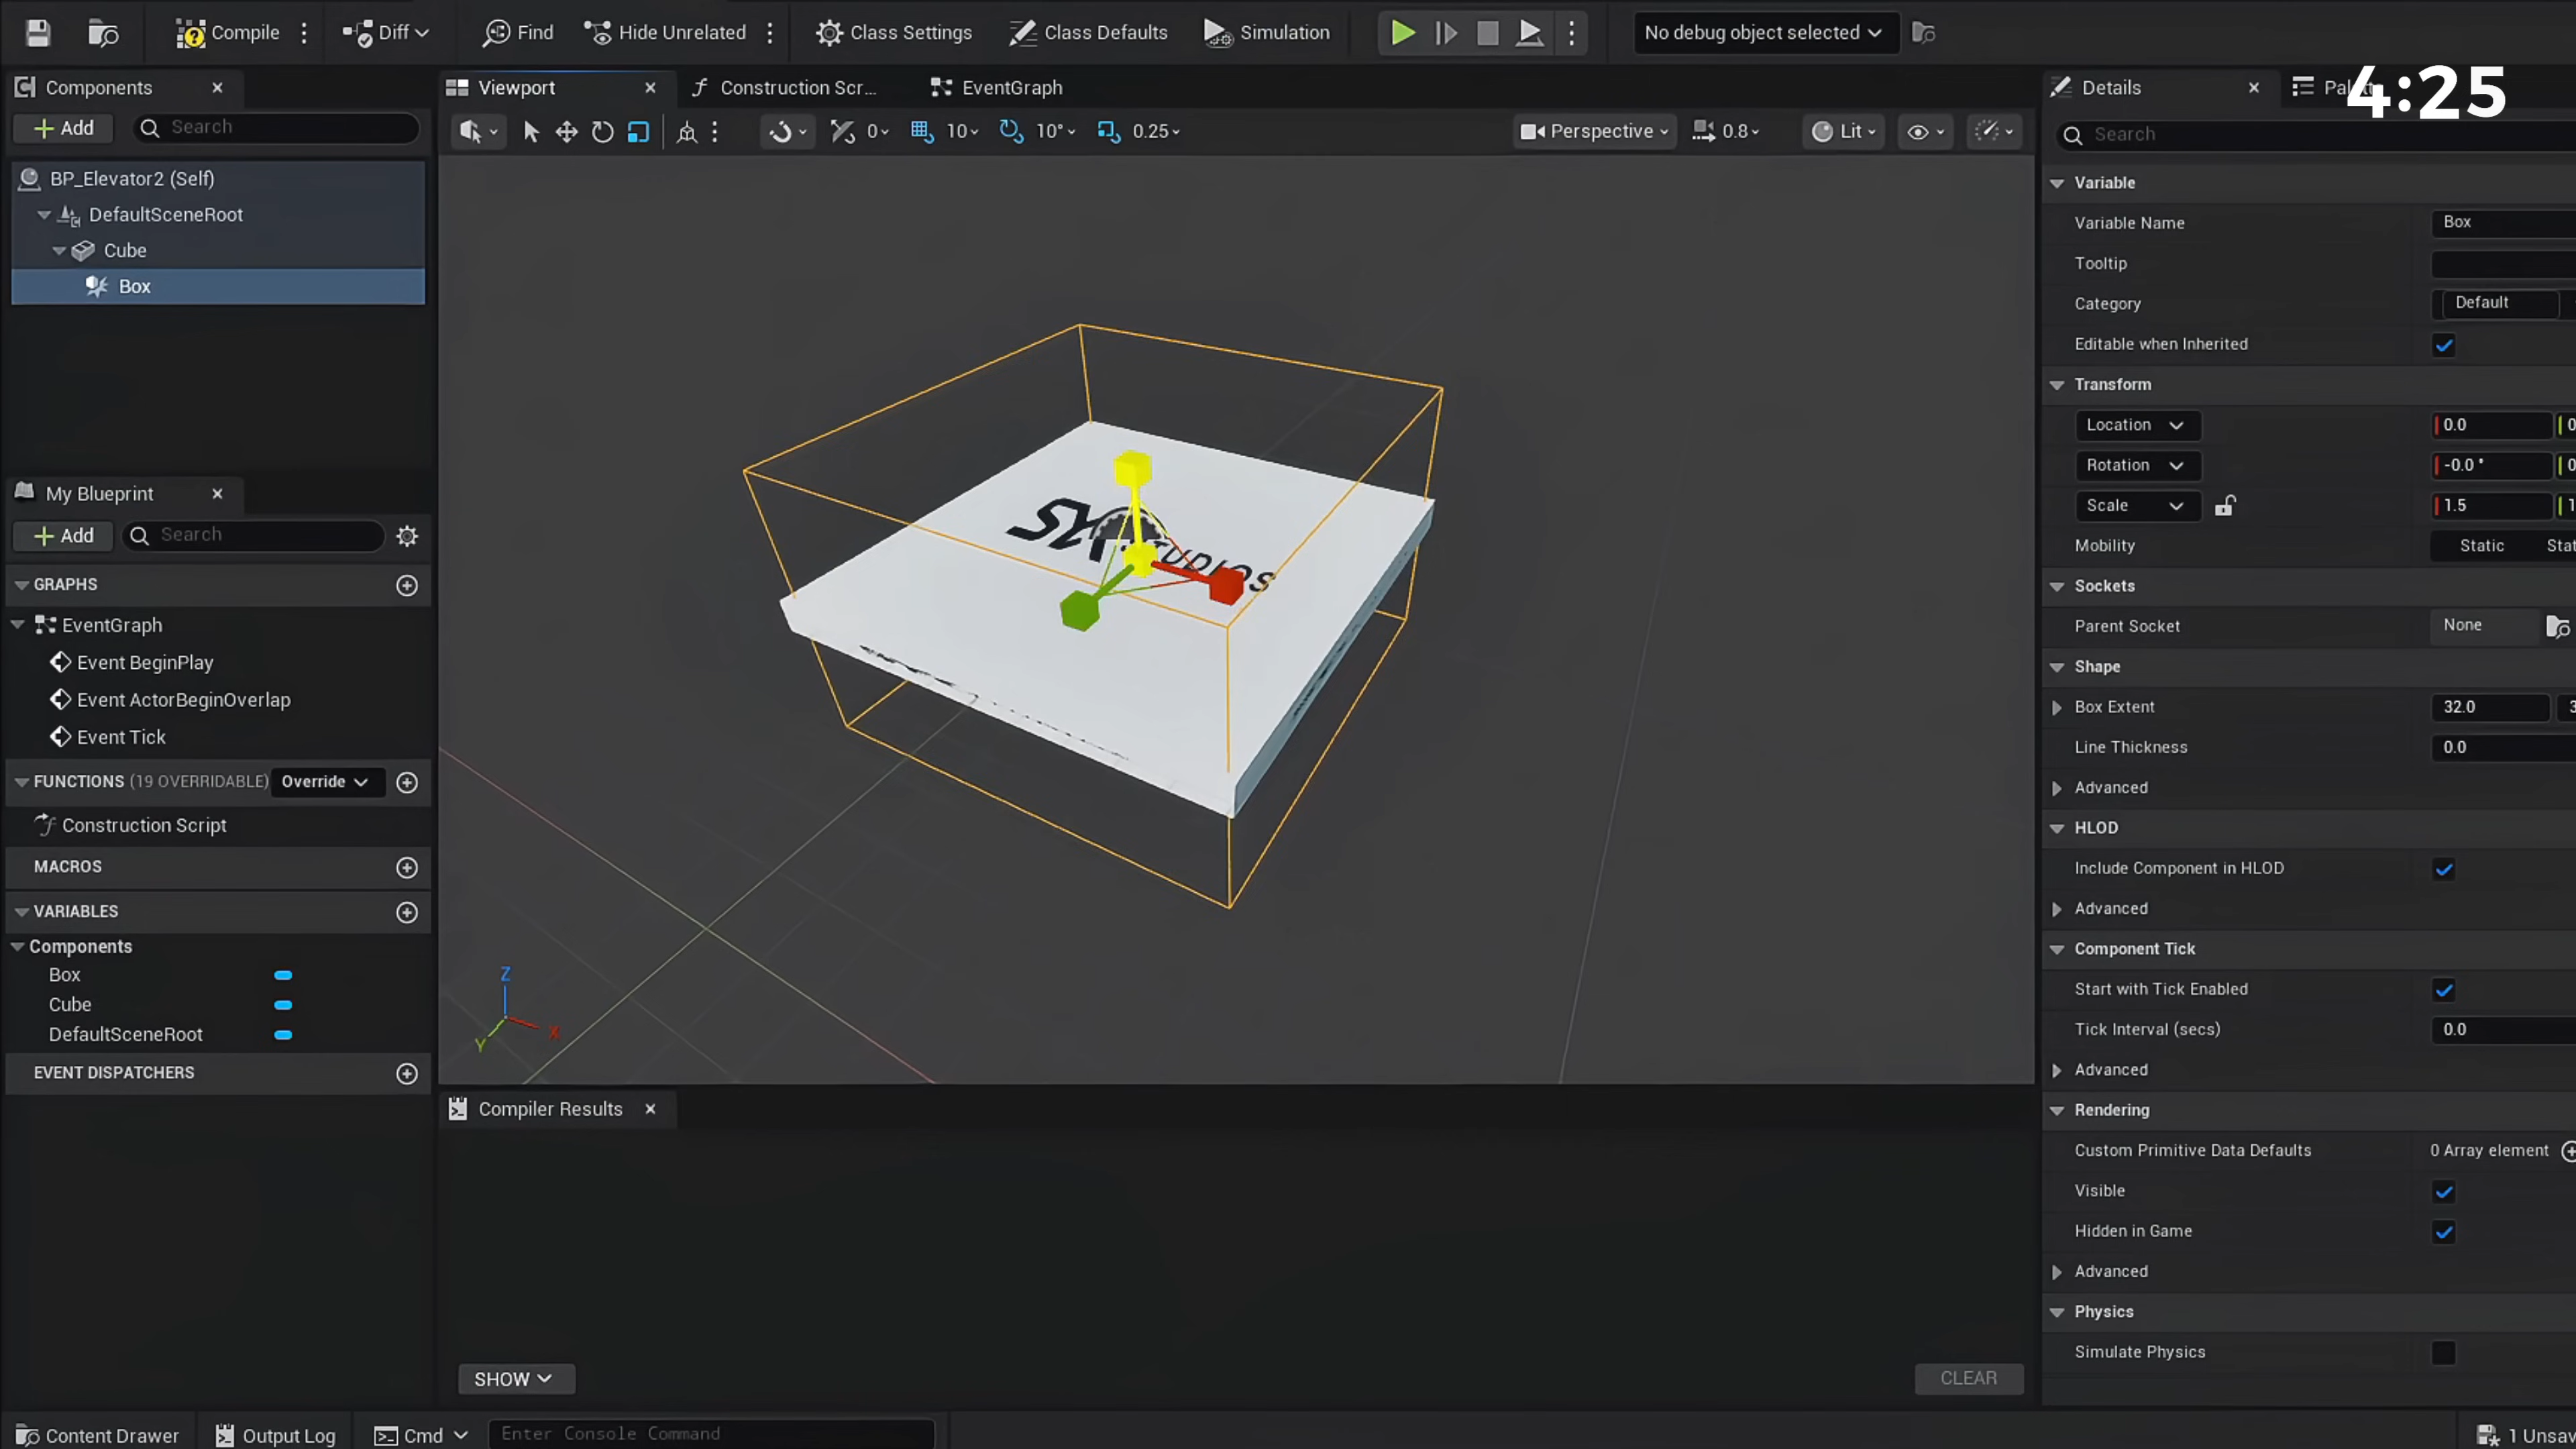 Compile
Diff
Find
Hide Unrelated
Class Settings
Class Defaults
Simulation
No debug object selected
4:25
Components
Add
Search
BP_Elevator2 (Self)
DefaultSceneRoot
Cube
Box
My Blueprint
Add
Search
GRAPHS
EventGraph
Event BeginPlay
Event ActorBeginOverlap
Event Tick
FUNCTIONS (19 OVERRIDABLE) Override
Construction Script
MACROS
VARIABLES
Components
Box
Cube
DefaultSceneRoot
EVENT DISPATCHERS
Viewport
Construction Scr...
EventGraph
0
10
10°
0.25
Perspective
0.8
Lit
Z
X
Y
Compiler Results
SHOW
CLEAR
Details
Search
Variable
Variable Name Box
Tooltip
Category Default
Editable when Inherited
Transform
Location 0.0
Rotation -0.0 °
Scale 1.5
Mobility Static
Sockets
Parent Socket None
Shape
Box Extent 32.0
Line Thickness 0.0
Advanced
HLOD
Include Component in HLOD
Advanced
Component Tick
Start with Tick Enabled
Tick Interval (secs) 0.0
Advanced
Rendering
Custom Primitive Data Defaults 0 Array element
Visible
Hidden in Game
Advanced
Physics
Simulate Physics
Content Drawer
Output Log
Cmd
Enter Console Command
1 Unsav